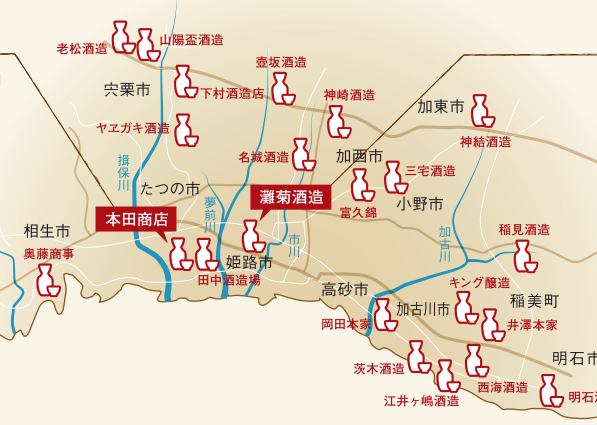 老松酒造
山陽盃酒造
壺坂酒造
宍粟市
下村酒造店
神崎酒造
加東市
ヤヱガキ酒造
神結酒造
名城酒造
加西市
揖保川
三宅酒造
たつの市
夢前川
灘菊酒造
富久錦
小野市
本田商店
相生市
市川
加古川
稲見酒造
奥藤商事
姫路市
田中酒造場
高砂市
キング醸造
加古川市
稲美町
岡田本家
井澤本家
明石市
茨木酒造
西海酒造
江井ヶ嶋酒造
明石